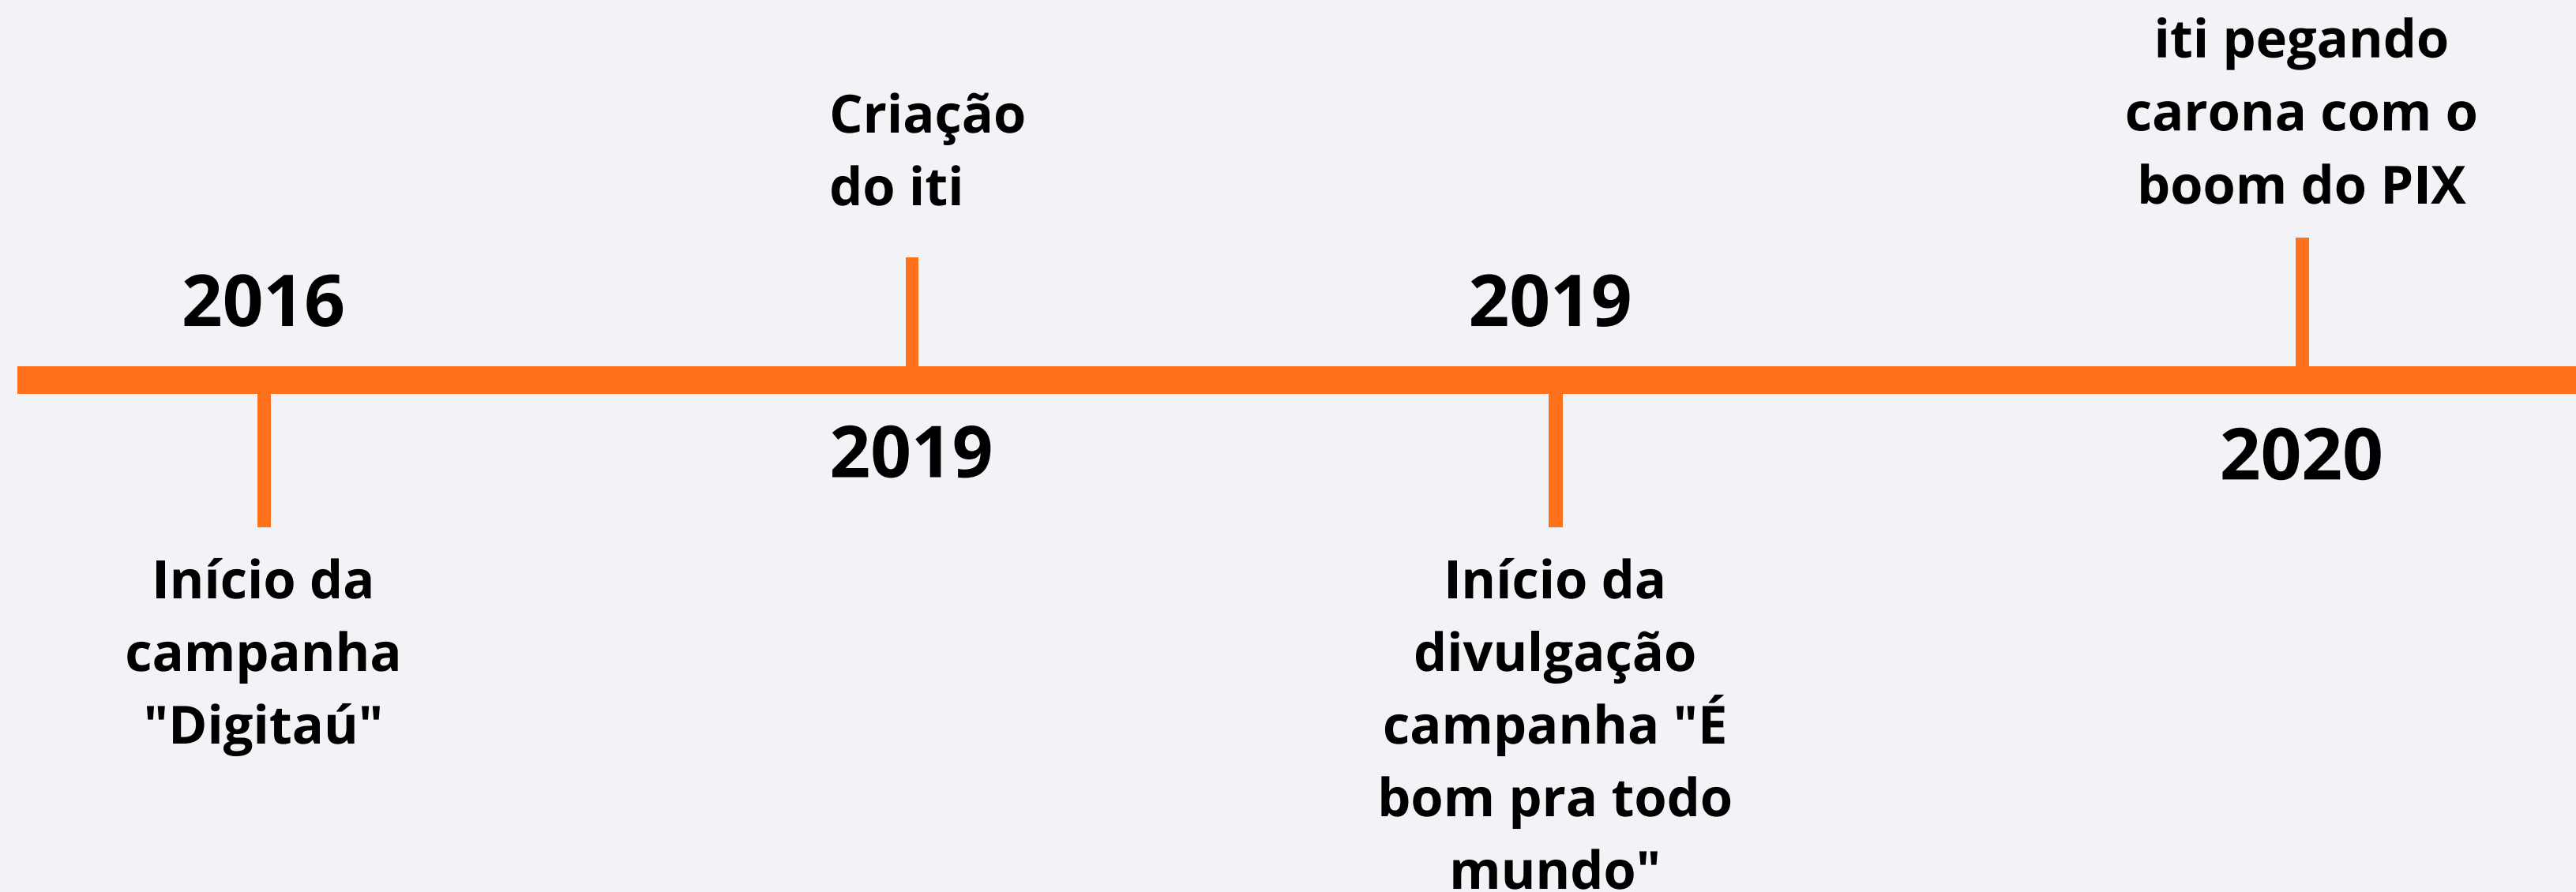 2016
Início da
campanha
"Digitaú"
Criação
do iti
2019
2019
Início da
divulgação
campanha "É
bom pra todo
mundo"
iti pegando
carona com o
boom do PIX
2020